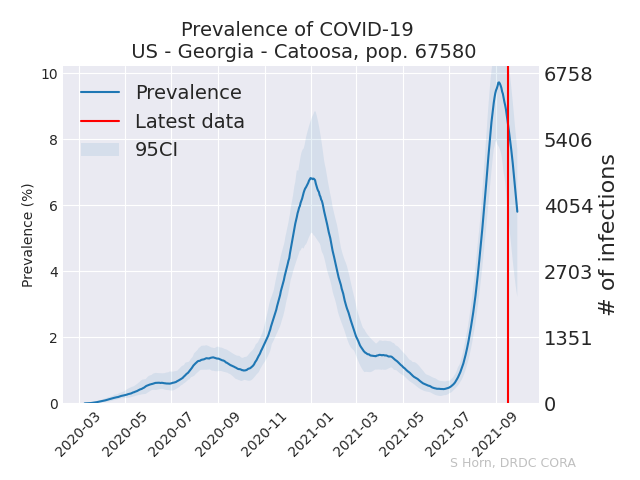 Prevalence of COVID-19
US - Georgia - Catoosa, pop. 67580
Prevalence
Latest data
95CI
Prevalence (%)
10
8
6
4
2
0
6758
5406
4054
2703
1351
0
# of infections
2020-03
2020-05
2020-07
2020-09
2020-11
2021-01
2021-03
2021-05
2021-07
2021-09
S Horn, DRDC CORA